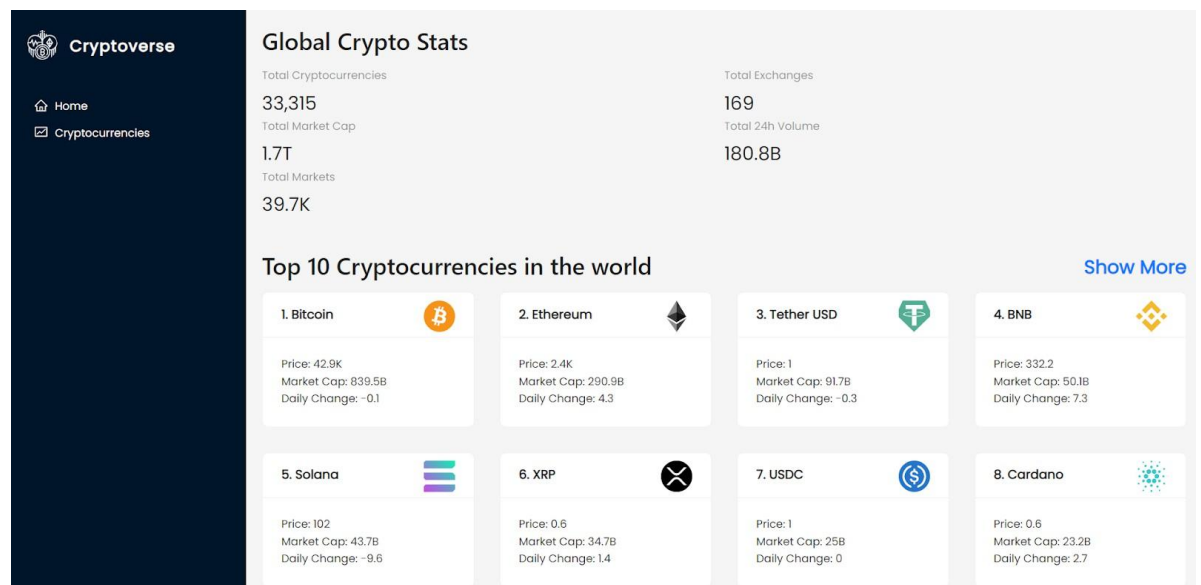 Cryptoverse
Home
Cryptocurrencies
Global Crypto Stats
Total Cryptocurrencies
33,315
Total Exchanges
169
Total Market Cap
1.7T
Total 24h Volume
180.8B
Total Markets
39.7K
Top 10 Cryptocurrencies in the world
Show More
1. Bitcoin
Price: 42.9K
Market Cap: 839.5B
Daily Change: -0.1
2. Ethereum
Price: 2.4K
Market Cap: 290.9B
Daily Change: 4.3
3. Tether USD
Price: 1
Market Cap: 91.7B
Daily Change: -0.3
4. BNB
Price: 332.2
Market Cap: 50.1B
Daily Change: 7.3
5. Solana
Price: 102
Market Cap: 43.7B
Daily Change: -9.6
6. XRP
Price: 0.6
Market Cap: 34.7B
Daily Change: 1.4
7. USDC
Price: 1
Market Cap: 25B
Daily Change: 0
8. Cardano
Price: 0.6
Market Cap: 23.2B
Daily Change: 2.7